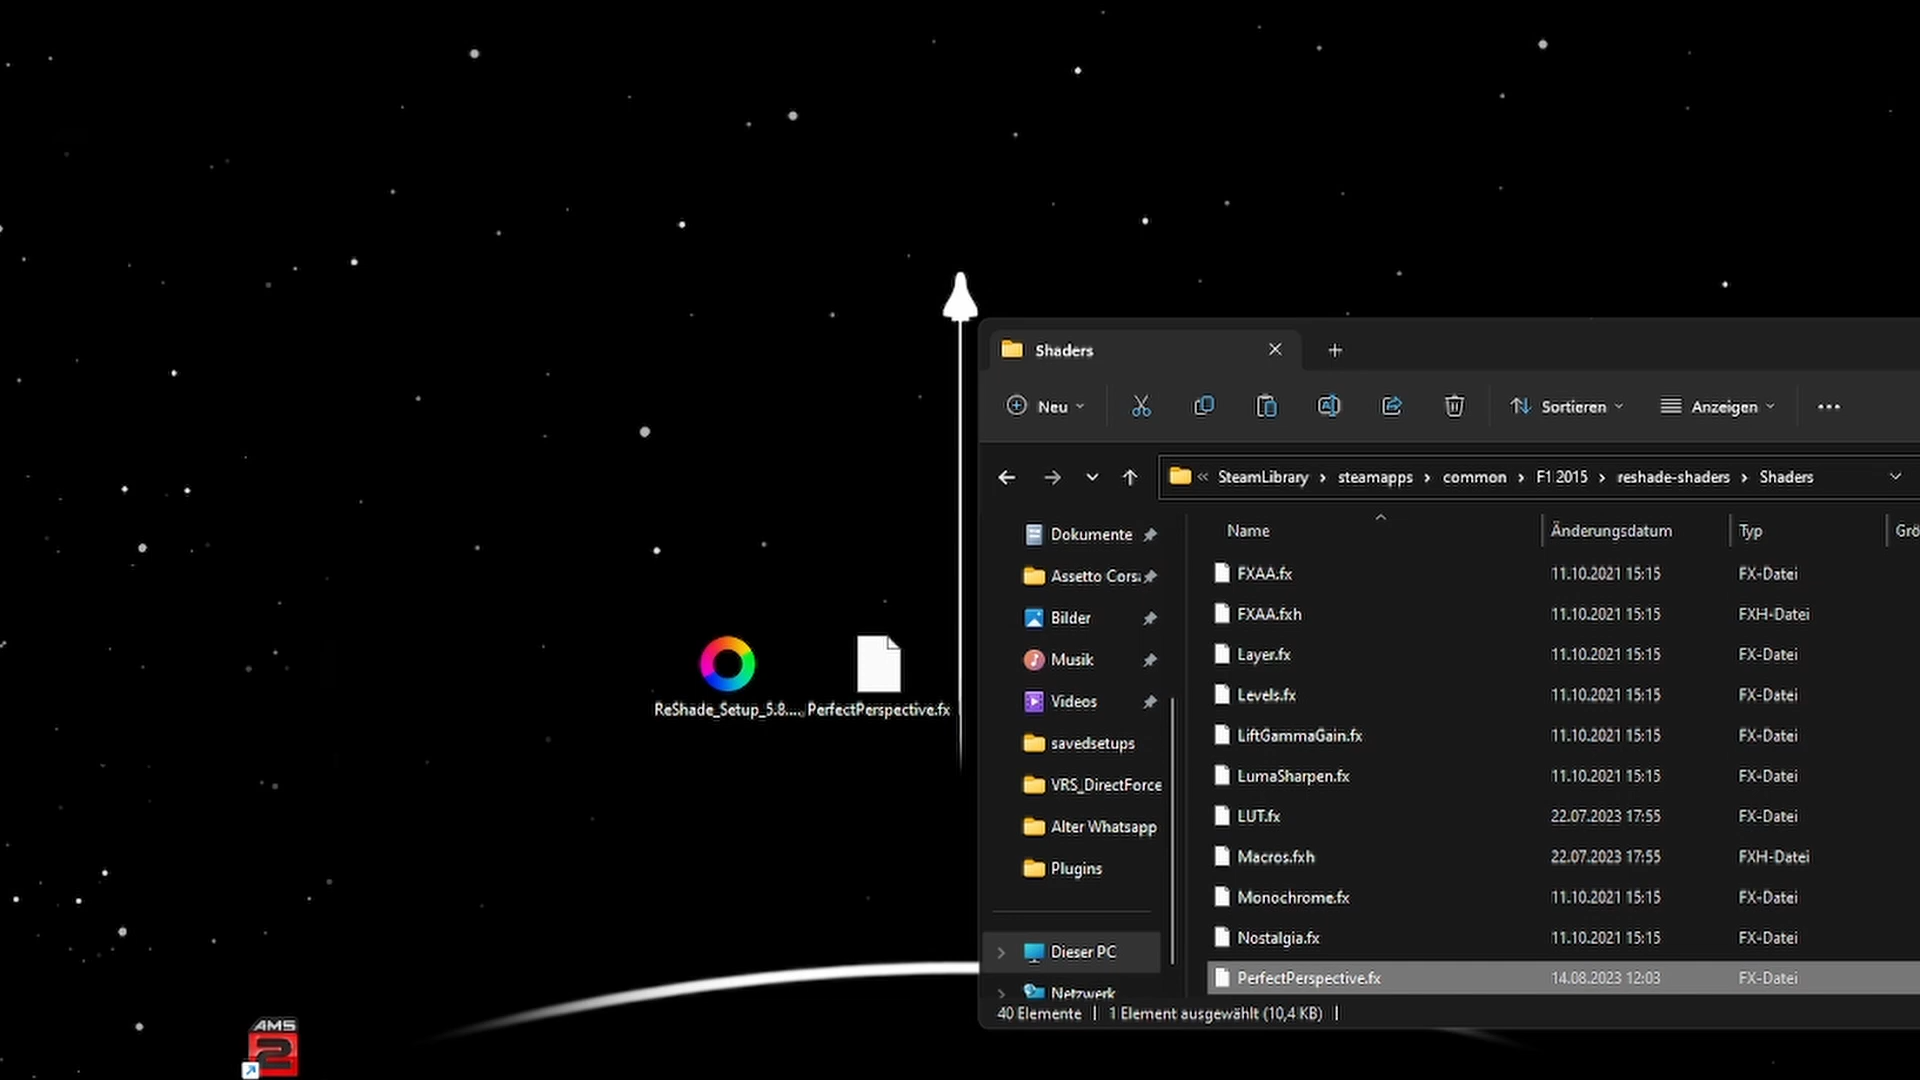 Shaders
Neu
Sortieren
Anzeigen
« SteamLibrary › steamapps › common › F1 2015 › reshade-shaders › Shaders
Dokumente
Assetto Cors
Bilder
Musik
Videos
savedsetups
VRS_DirectForce
Alter Whatsapp
Plugins
Dieser PC
Netzwerk
Name Änderungsdatum Typ Grö
FXAA.fx 11.10.2021 15:15 FX-Datei
FXAA.fxh 11.10.2021 15:15 FXH-Datei
Layer.fx 11.10.2021 15:15 FX-Datei
Levels.fx 11.10.2021 15:15 FX-Datei
LiftGammaGain.fx 11.10.2021 15:15 FX-Datei
LumaSharpen.fx 11.10.2021 15:15 FX-Datei
LUT.fx 22.07.2023 17:55 FX-Datei
Macros.fxh 22.07.2023 17:55 FXH-Datei
Monochrome.fx 11.10.2021 15:15 FX-Datei
Nostalgia.fx 11.10.2021 15:15 FX-Datei
PerfectPerspective.fx 14.08.2023 12:03 FX-Datei
40 Elemente | 1 Element ausgewählt (10,4 KB) |
ReShade_Setup_5.8....
PerfectPerspective.fx
AMS
2